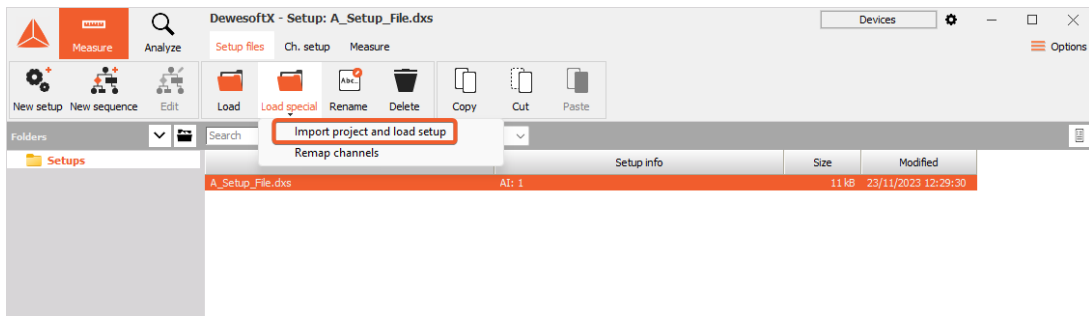 DewesoftX - Setup: A_Setup_File.dxs
Devices
Measure
Analyze
Setup files
Ch. setup
Measure
Options
New setup
New sequence
Edit
Load
Load special
Rename
Delete
Copy
Cut
Paste
Folders
Search
Import project and load setup
Remap channels
Setups
Setup info
Size
Modified
A_Setup_File.dxs
AI: 1
11 kB
23/11/2023 12:29:30